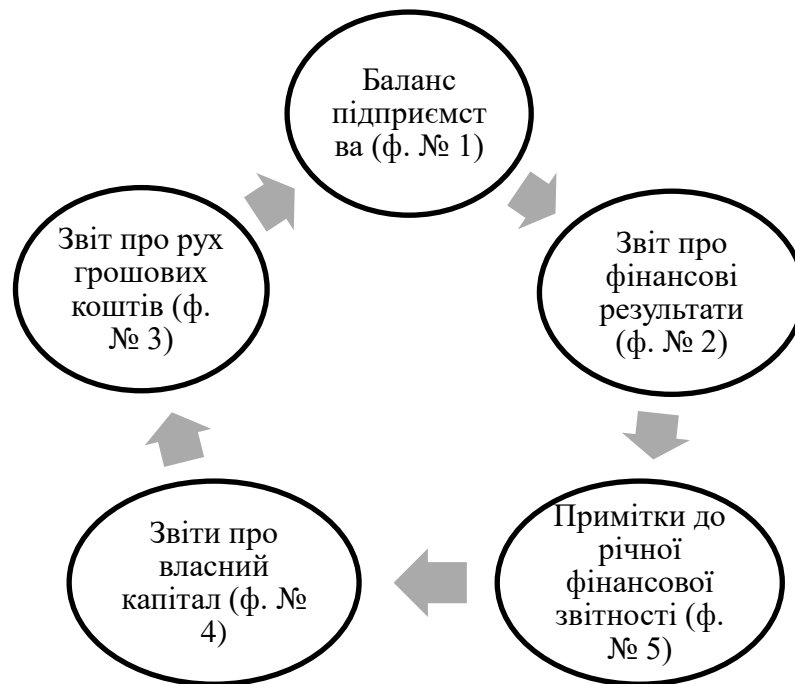 Баланс
підприємст
ва (ф. № 1)
Звіт про
фінансові
результати
(ф. № 2)
Примітки до
річної
фінансової
звітності (ф.
№ 5)
Звіти про
власний
капітал (ф. №
4)
Звіт про рух
грошових
коштів (ф.
№ 3)